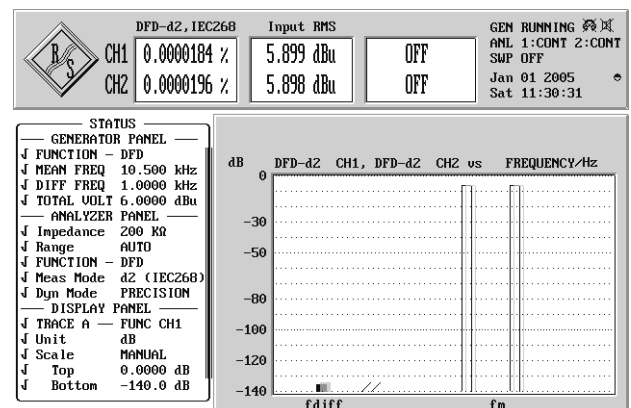 DFD-d2,IEC268 Input RMS GEN RUNNING
R&S CH1 0.0000184 % 5.899 dBu OFF ANL 1:CONT 2:CONT
SWP OFF
CH2 0.0000196 % 5.898 dBu OFF Jan 01 2005
Sat 11:30:31
STATUS
GENERATOR PANEL
FUNCTION – DFD
MEAN FREQ 10.500 kHz
DIFF FREQ 1.0000 kHz
TOTAL VOLT 6.0000 dBu
ANALYZER PANEL
Impedance 200 KΩ
Range AUTO
FUNCTION – DFD
Meas Mode d2 (IEC268)
Dyn Mode PRECISION
DISPLAY PANEL
TRACE A — FUNC CH1
Unit dB
Scale MANUAL
Top 0.0000 dB
Bottom -140.0 dB
dB DFD-d2 CH1, DFD-d2 CH2 vs FREQUENCY/Hz
0
-30
-50
-80
-100
-120
-140
fdiff fm